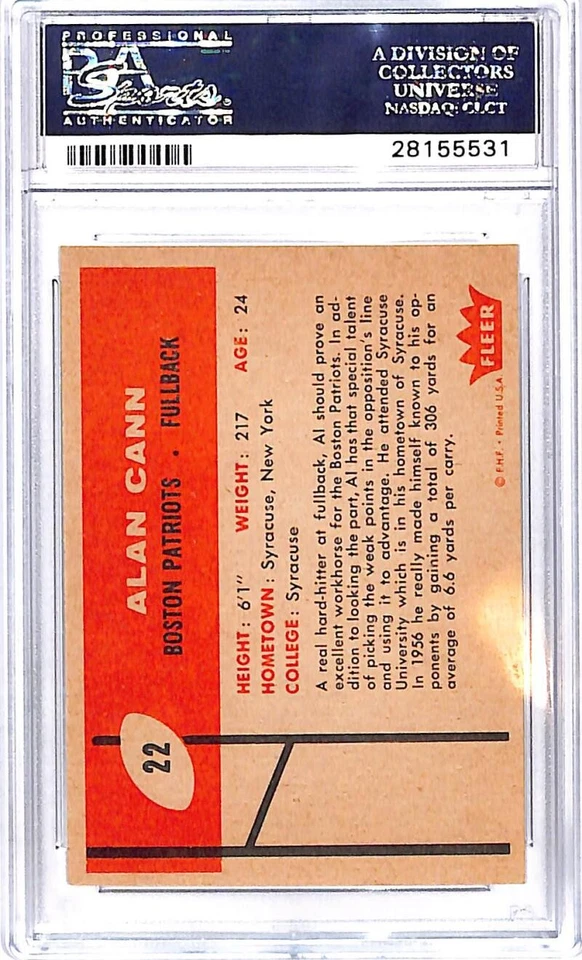 PROFESSIONAL
PSA
Sports
AUTHENTICATOR
A DIVISION OF
COLLECTORS
UNIVERSE
NASDAQ: CLCT
28155531
22
ALAN CANN
BOSTON PATRIOTS • FULLBACK
HEIGHT: 6'1" WEIGHT: 217 AGE: 24
HOMETOWN: Syracuse, New York
COLLEGE: Syracuse
A real hard-hitter at fullback, Al should prove an
excellent workhorse for the Boston Patriots. In ad-
dition to looking the part, Al has that special talent
of picking the weak points in the opposition's line
and using it to advantage. He attended Syracuse
University which is in his hometown of Syracuse.
In 1956 he really made himself known to his op-
ponents by gaining a total of 306 yards for an
average of 6.6 yards per carry.
© F.H.F. • Printed U.S.A.
FLEER